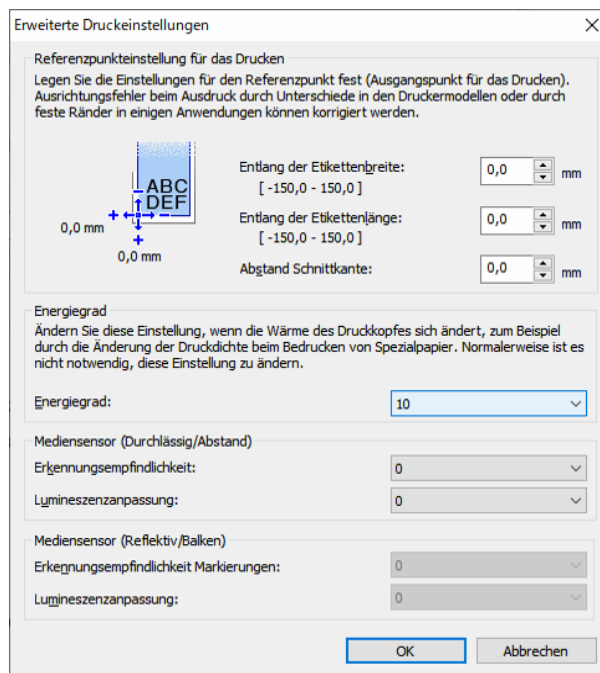 Erweiterte Druckeinstellungen
Referenzpunkteinstellung für das Drucken
Legen Sie die Einstellungen für den Referenzpunkt fest (Ausgangspunkt für das Drucken).
Ausrichtungsfehler beim Ausdruck durch Unterschiede in den Druckermodellen oder durch
feste Ränder in einigen Anwendungen können korrigiert werden.
ABC
DEF
0,0 mm
0,0 mm
Entlang der Etikettenbreite:
0,0 mm
[ -150,0 - 150,0 ]
Entlang der Etikettenlänge:
0,0 mm
[ -150,0 - 150,0 ]
Abstand Schnittkante:
0,0 mm
Energiegrad
Ändern Sie diese Einstellung, wenn die Wärme des Druckkopfes sich ändert, zum Beispiel
durch die Änderung der Druckdichte beim Bedrucken von Spezialpapier. Normalerweise ist es
nicht notwendig, diese Einstellung zu ändern.
Energiegrad:
10
Mediensensor (Durchlässig/Abstand)
Erkennungsempfindlichkeit:
0
Lumineszenzanpassung:
0
Mediensensor (Reflektiv/Balken)
Erkennungsempfindlichkeit Markierungen:
0
Lumineszenzanpassung:
0
OK
Abbrechen